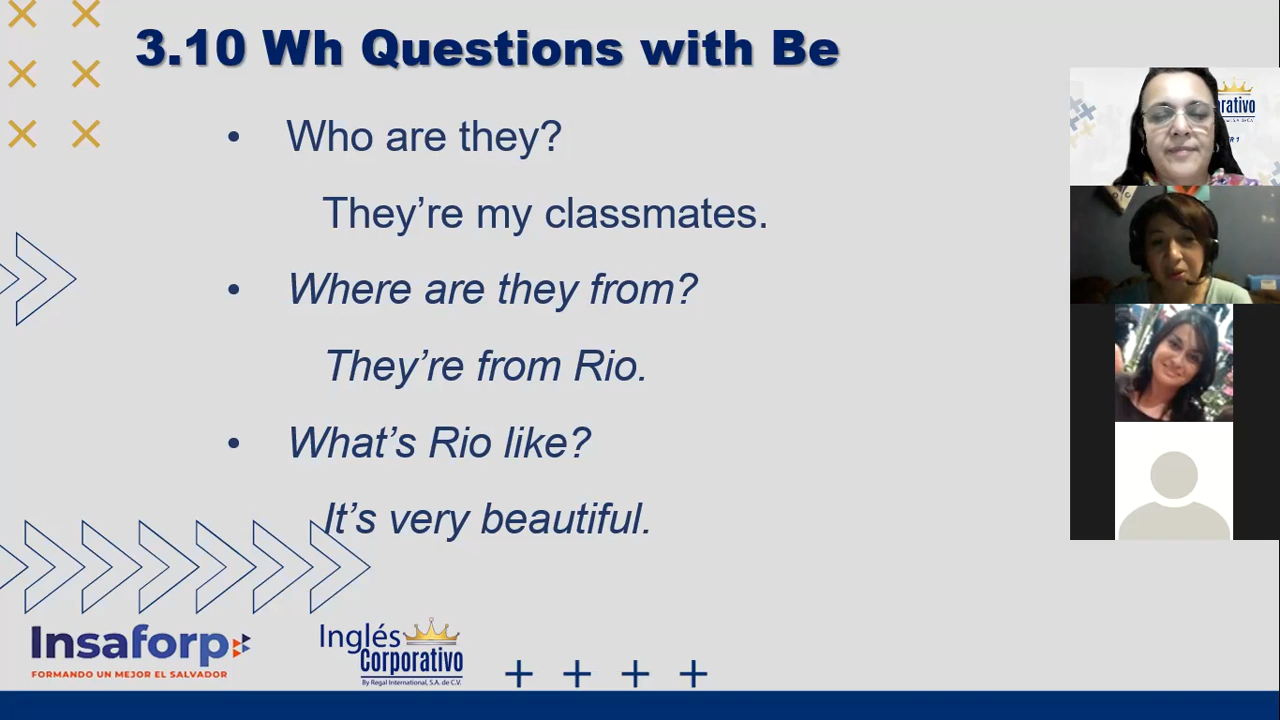 3.10 Wh Questions with Be
• Who are they?
They’re my classmates.
• Where are they from?
They’re from Rio.
• What’s Rio like?
It’s very beautiful.
Insaforp
FORMANDO UN MEJOR EL SALVADOR
Inglés
Corporativo
By Regal International, S.A. de C.V.